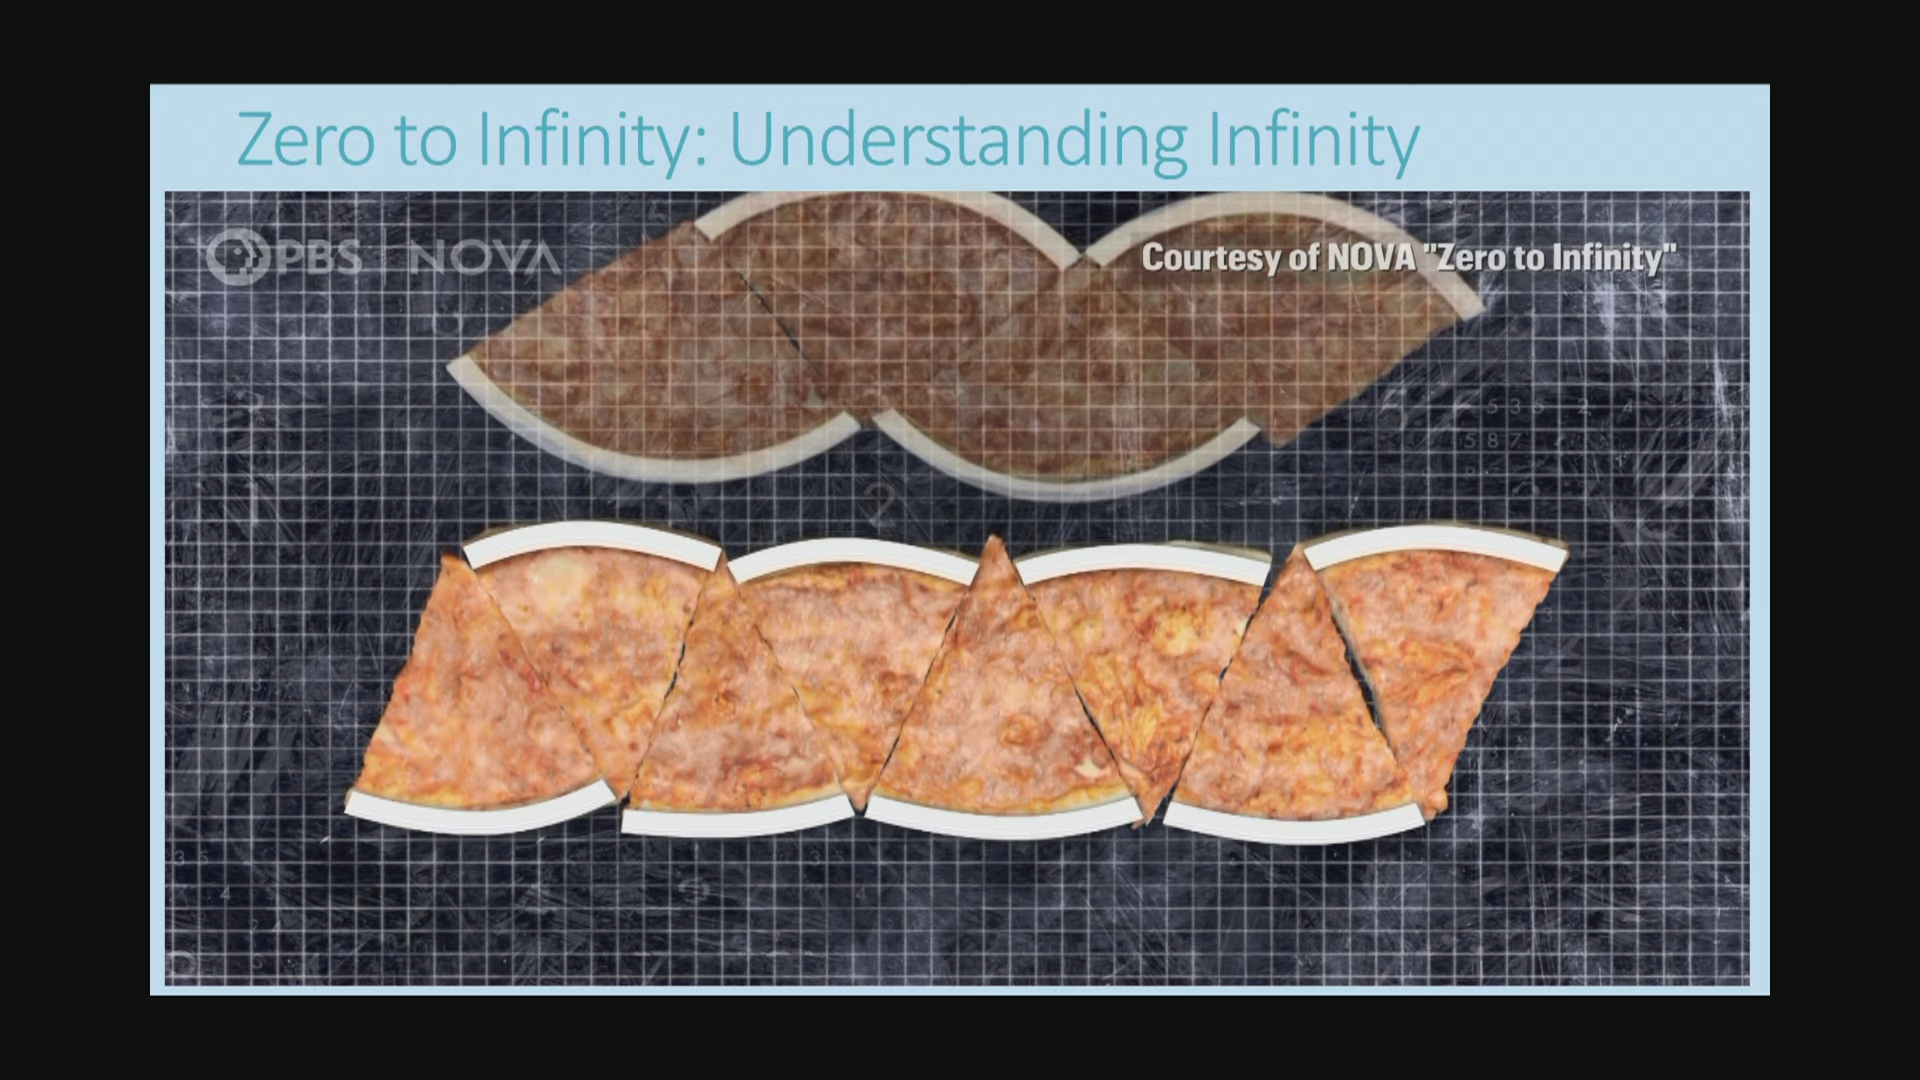 Zero to Infinity: Understanding Infinity
PBS | NOVA
Courtesy of NOVA "Zero to Infinity"